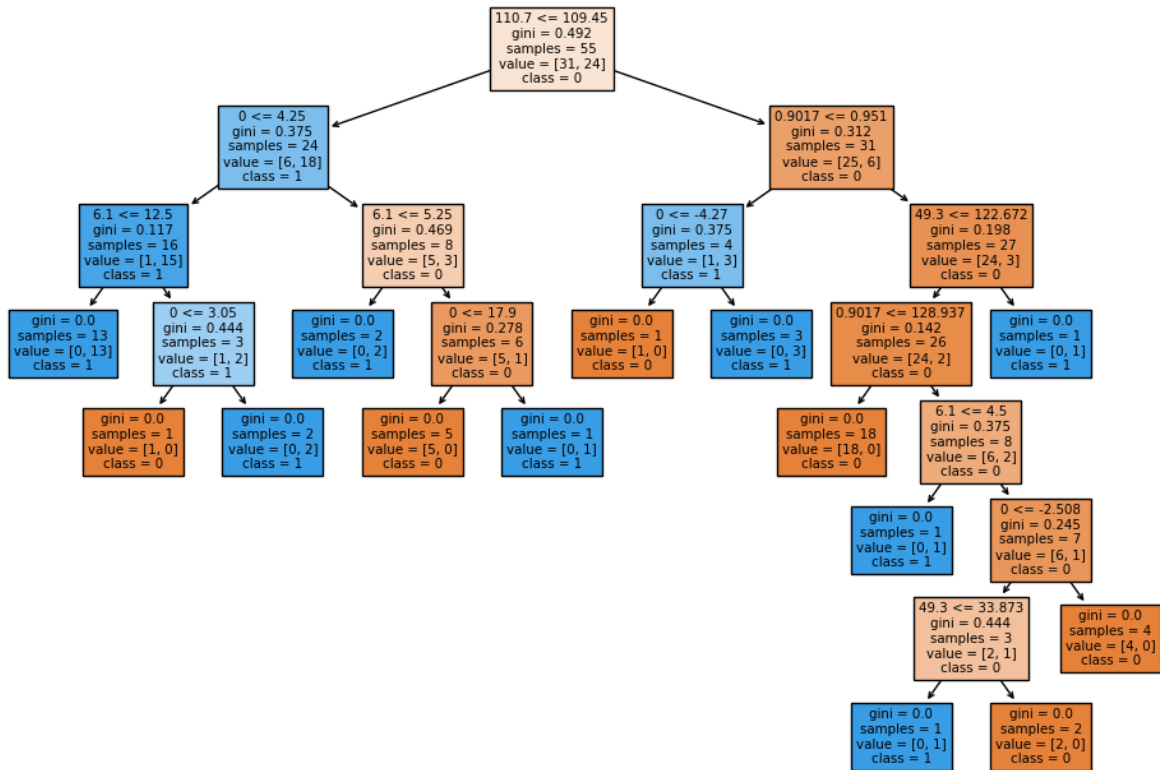 110.7 <= 109.45
gini = 0.492
samples = 55
value = [31, 24]
class = 0
0 <= 4.25
gini = 0.375
samples = 24
value = [6, 18]
class = 1
0.9017 <= 0.951
gini = 0.312
samples = 31
value = [25, 6]
class = 0
6.1 <= 12.5
gini = 0.117
samples = 16
value = [1, 15]
class = 1
6.1 <= 5.25
gini = 0.469
samples = 8
value = [5, 3]
class = 0
0 <= -4.27
gini = 0.375
samples = 4
value = [1, 3]
class = 1
49.3 <= 122.672
gini = 0.198
samples = 27
value = [24, 3]
class = 0
gini = 0.0
samples = 13
value = [0, 13]
class = 1
0 <= 3.05
gini = 0.444
samples = 3
value = [1, 2]
class = 1
gini = 0.0
samples = 2
value = [0, 2]
class = 1
0 <= 17.9
gini = 0.278
samples = 6
value = [5, 1]
class = 0
gini = 0.0
samples = 1
value = [1, 0]
class = 0
gini = 0.0
samples = 3
value = [0, 3]
class = 1
0.9017 <= 128.937
gini = 0.142
samples = 26
value = [24, 2]
class = 0
gini = 0.0
samples = 1
value = [0, 1]
class = 1
gini = 0.0
samples = 1
value = [1, 0]
class = 0
gini = 0.0
samples = 2
value = [0, 2]
class = 1
gini = 0.0
samples = 5
value = [5, 0]
class = 0
gini = 0.0
samples = 1
value = [0, 1]
class = 1
gini = 0.0
samples = 18
value = [18, 0]
class = 0
6.1 <= 4.5
gini = 0.375
samples = 8
value = [6, 2]
class = 0
gini = 0.0
samples = 1
value = [0, 1]
class = 1
0 <= -2.508
gini = 0.245
samples = 7
value = [6, 1]
class = 0
49.3 <= 33.873
gini = 0.444
samples = 3
value = [2, 1]
class = 0
gini = 0.0
samples = 4
value = [4, 0]
class = 0
gini = 0.0
samples = 1
value = [0, 1]
class = 1
gini = 0.0
samples = 2
value = [2, 0]
class = 0